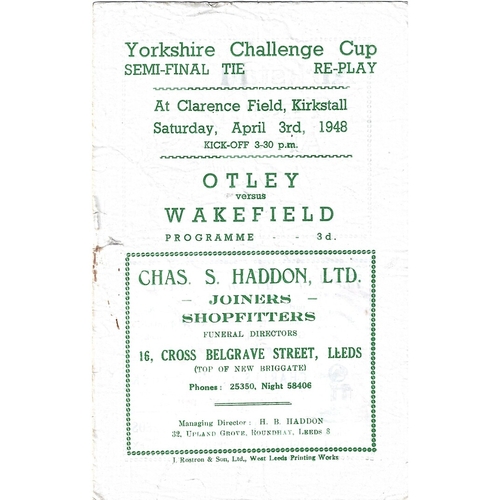 Yorkshire Challenge Cup
SEMI-FINAL TIE RE-PLAY
At Clarence Field, Kirkstall
Saturday, April 3rd, 1948
KICK-OFF 3-30 p.m.
OTLEY
versus
WAKEFIELD
PROGRAMME - - 3d.
CHAS. S. HADDON, LTD.
- JOINERS -
SHOPFITTERS
FUNERAL DIRECTORS
16, CROSS BELGRAVE STREET, LEEDS
(TOP OF NEW BRIGGATE)
Phones: 25350, Night 58406
Managing Director: H. B. HADDON
32, UPLAND GROVE, ROUNDHAY, LEEDS 8
J. Rostron & Son, Ltd., West Leeds Printing Works